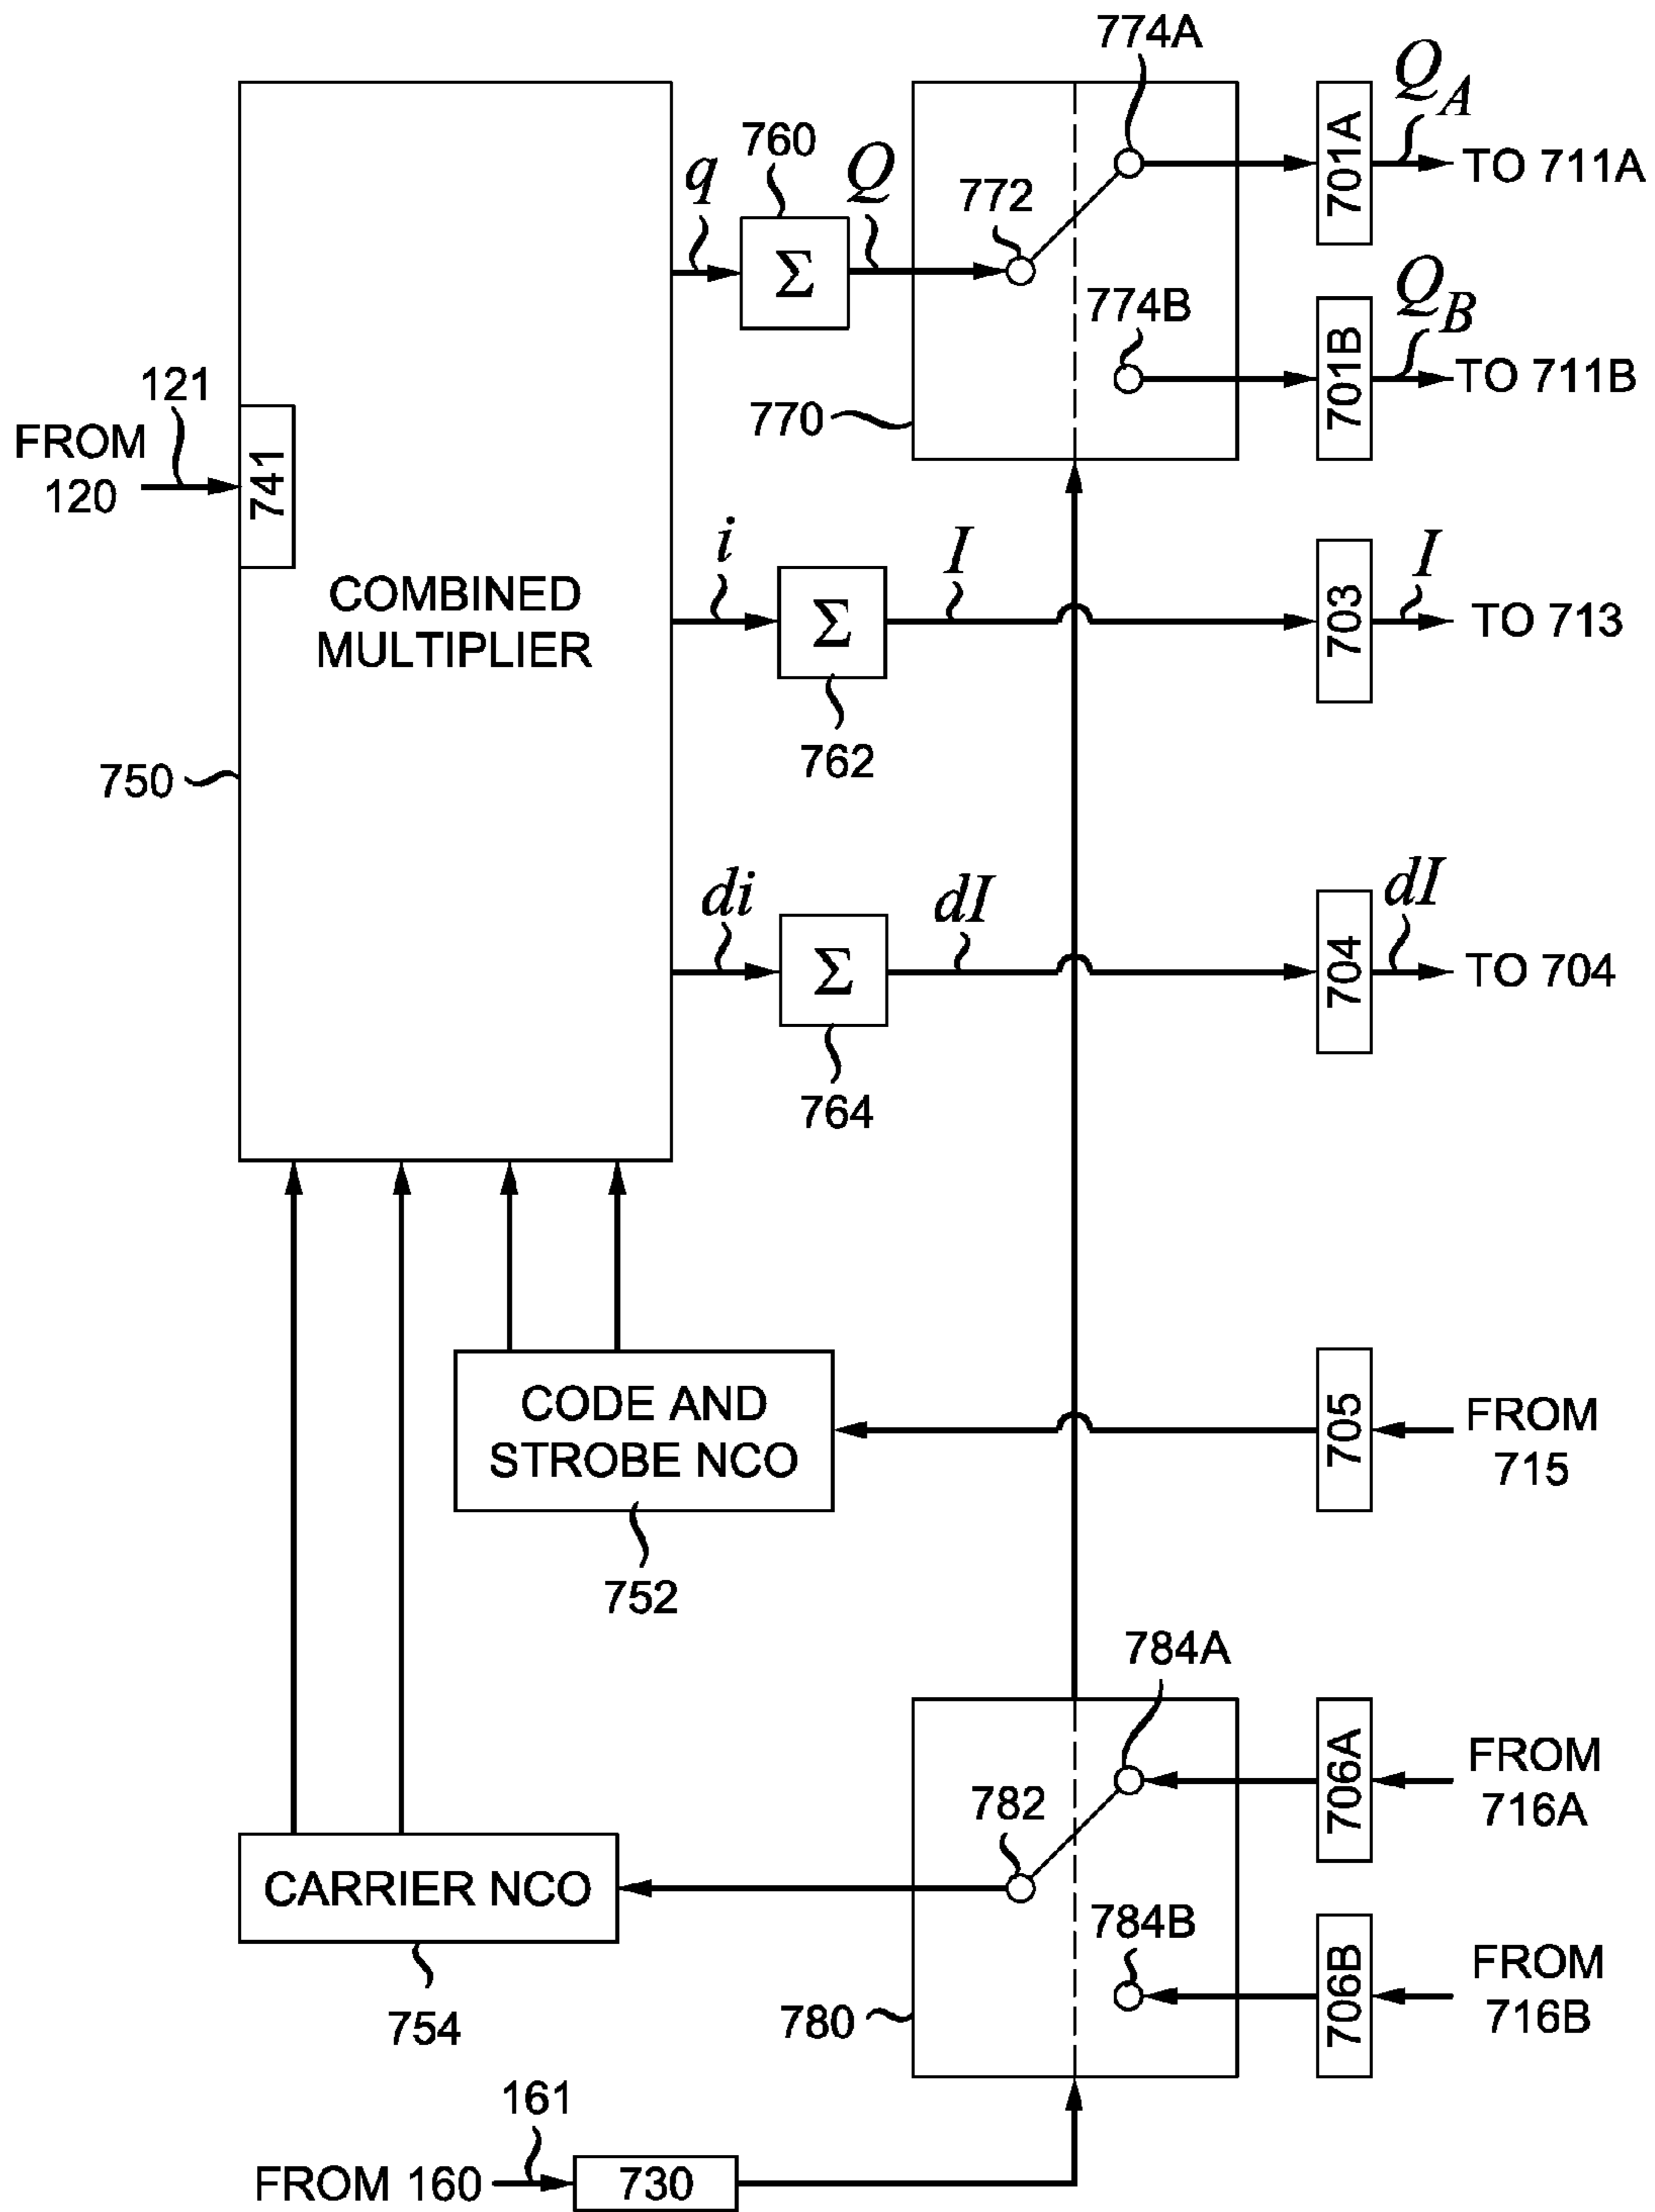 774A
Q_A
760
q
Q
701A
TO 711A
772
Σ
774B
Q_B
701B
TO 711B
121
770
FROM
120
741
i
I
I
COMBINED
MULTIPLIER
Σ
703
TO 713
750
762
di
dI
dI
Σ
704
TO 704
764
CODE AND
STROBE NCO
705
FROM
715
752
784A
706A
FROM
716A
782
CARRIER NCO
784B
706B
FROM
716B
780
754
161
FROM 160
730